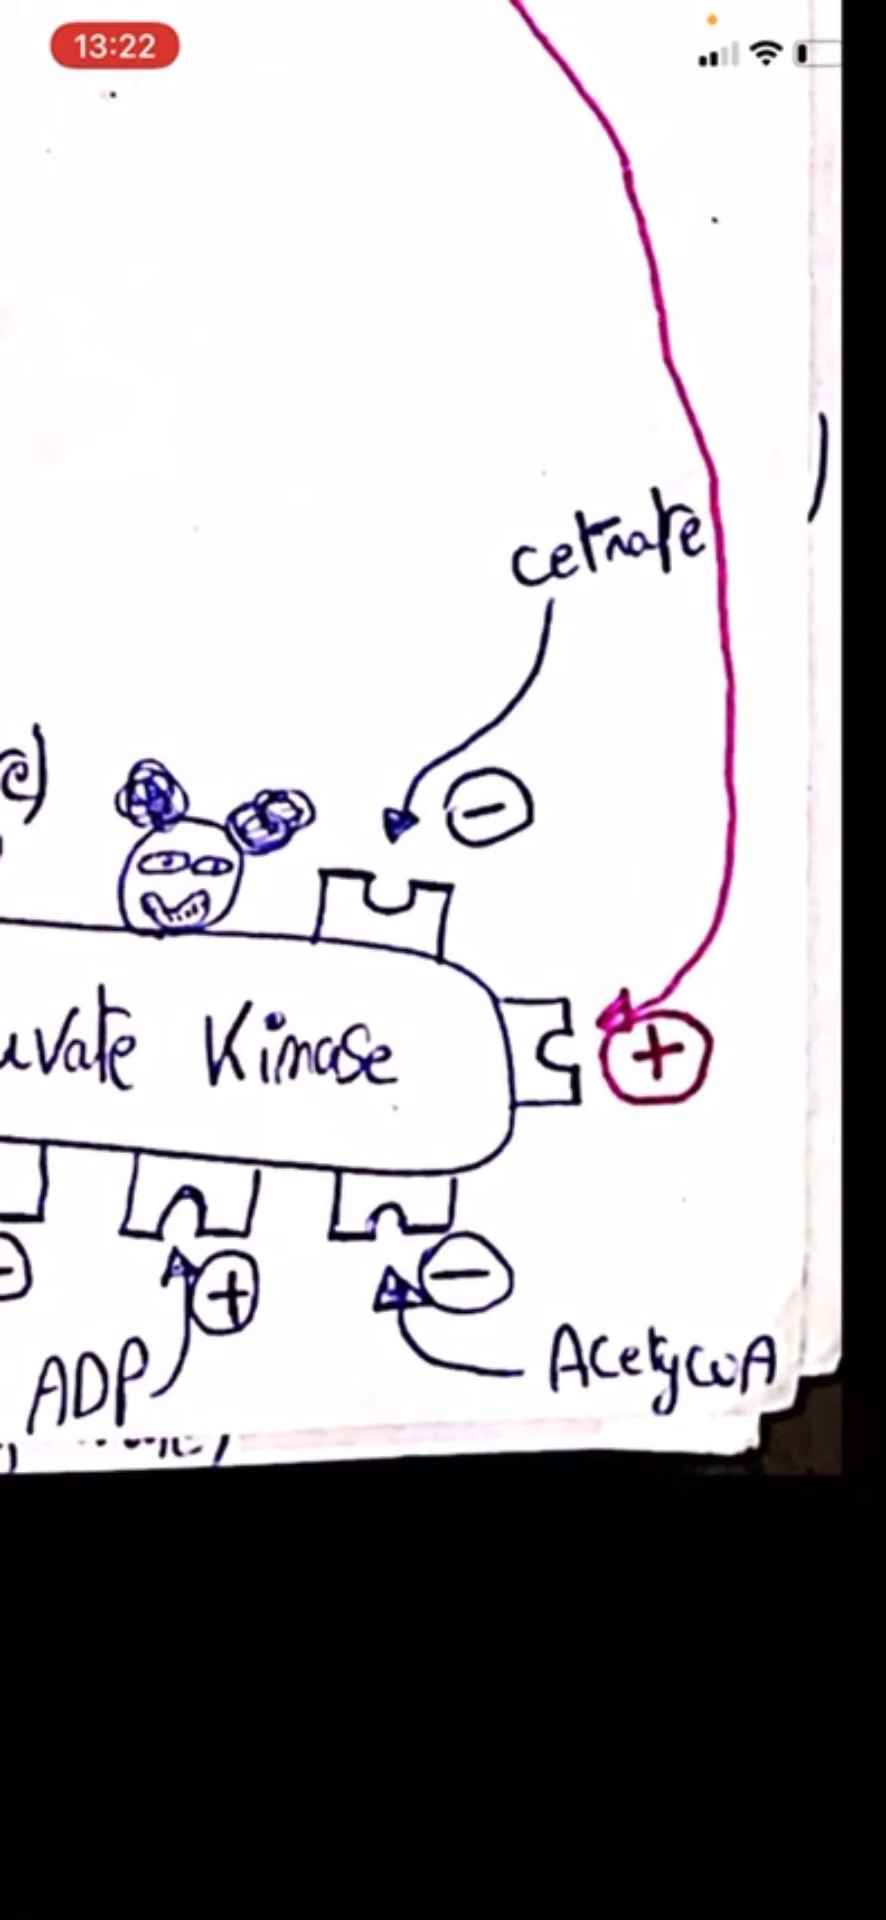 13:22
cetrate
e)
−
uvate Kinase
+
+
−
ADP
AcetycoA